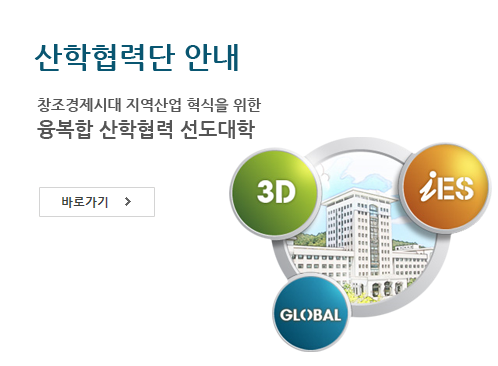 산학협력단 안내
창조경제시대 지역산업 혁식을 위한
융복합 산학협력 선도대학
바로가기 >
3D
iES
GLOBAL